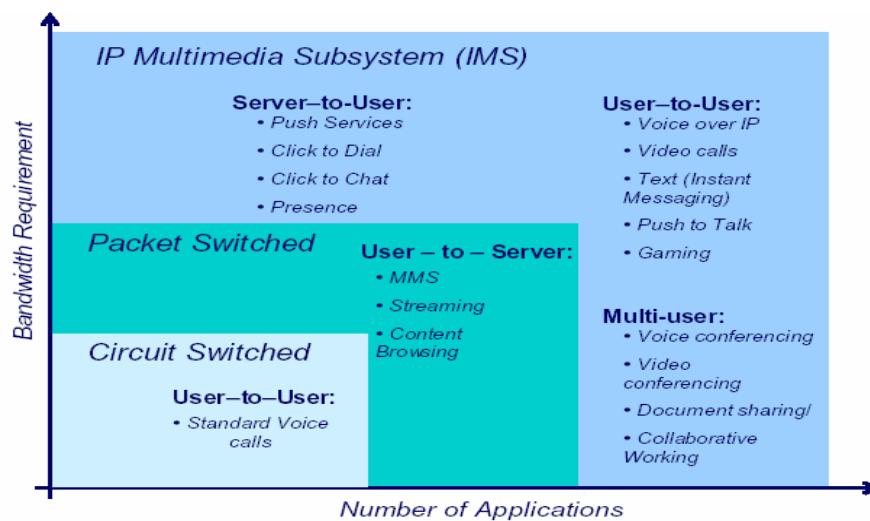 IP Multimedia Subsystem (IMS)
Server–to-User:
• Push Services
• Click to Dial
• Click to Chat
• Presence
User-to-User:
• Voice over IP
• Video calls
• Text (Instant
Messaging)
• Push to Talk
• Gaming
Packet Switched
User – to – Server:
• MMS
• Streaming
• Content
Browsing
Multi-user:
• Voice conferencing
• Video
conferencing
• Document sharing/
• Collaborative
Working
Circuit Switched
User–to–User:
• Standard Voice
calls
Bandwidth Requirement
Number of Applications